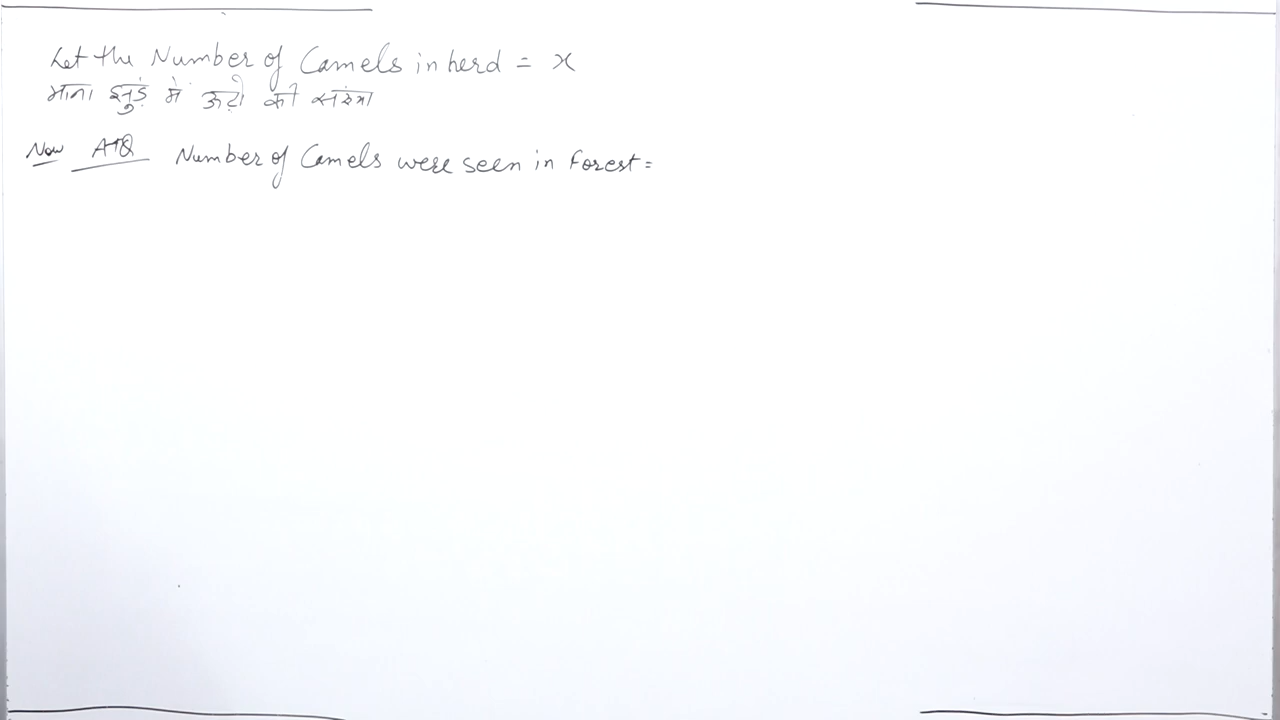 Let the Number of Camels in herd = x
माना झुंड में ऊंटो की संख्या
Now ATQ Number of Camels were seen in Forest =